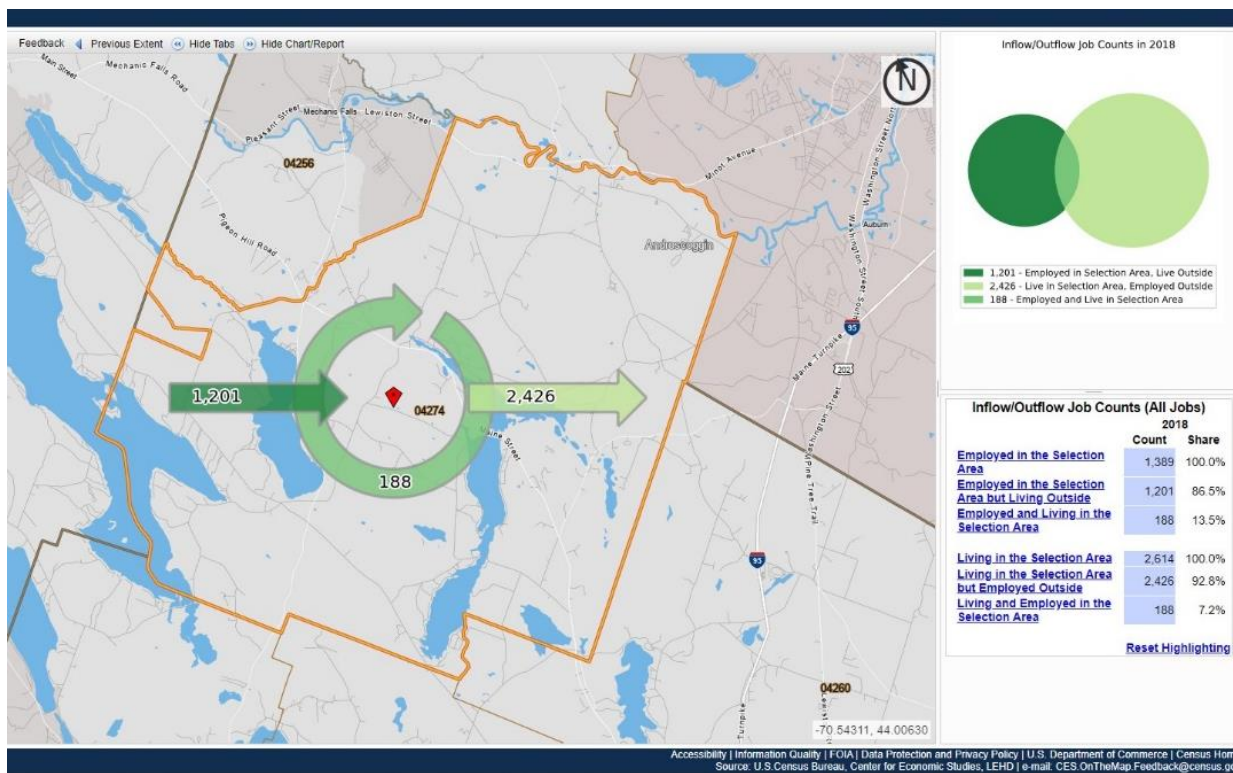 Feedback Previous Extent Hide Tabs Hide Chart/Report
Main Street
Mechanic Falls Road
Pleasant Street
Mechanic Falls
Lewiston Street
04256
Pigeon Hill Road
Minot Avenue
Washington Street North
Auburn
Androscoggin
N
Washington Street South
95
Maine Turnpike
202
Washington Street
1,201
2,426
04274
Maine Street
188
Pine Tree Trail
95
04260
Turnpike
-70.54311, 44.00630
Inflow/Outflow Job Counts in 2018
1,201 - Employed in Selection Area, Live Outside
2,426 - Live in Selection Area, Employed Outside
188 - Employed and Live in Selection Area
Inflow/Outflow Job Counts (All Jobs)
2018
Count Share
Employed in the Selection
Area 1,389 100.0%
Employed in the Selection
Area but Living Outside 1,201 86.5%
Employed and Living in the
Selection Area 188 13.5%
Living in the Selection Area 2,614 100.0%
Living in the Selection Area
but Employed Outside 2,426 92.8%
Living and Employed in the
Selection Area 188 7.2%
Reset Highlighting
Accessibility | Information Quality | FOIA | Data Protection and Privacy Policy | U.S. Department of Commerce | Census Hom
Source: U.S.Census Bureau, Center for Economic Studies, LEHD | e-mail: CES.OnTheMap.Feedback@census.go